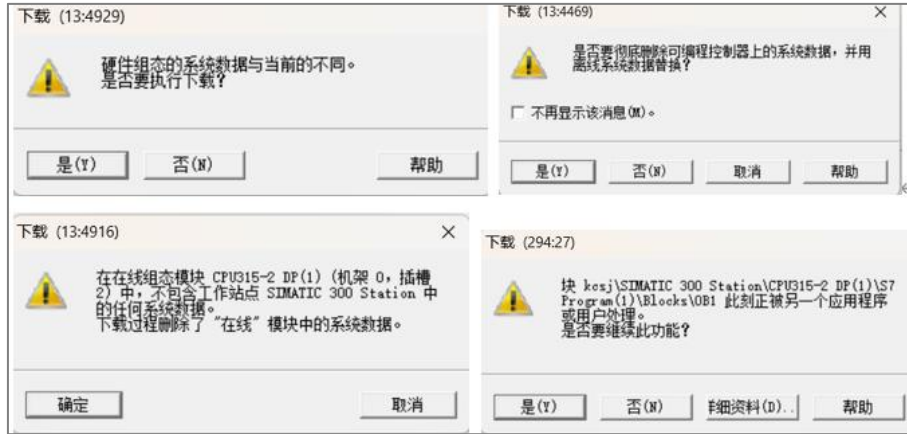 下载 (13:4929)
硬件组态的系统数据与当前的不同。
是否要执行下载?
是(Y)
否(N)
帮助
下载 (13:4469)
是否要彻底删除可编程控制器上的系统数据，并用
离线系统数据替换?
不再显示该消息(M)。
是(Y)
否(N)
取消
帮助
下载 (13:4916)
在在线组态模块 CPU315-2 DP(1) (机架 0，插槽
2) 中，不包含工作站点 SIMATIC 300 Station 中
的任何系统数据。
下载过程删除了 "在线" 模块中的系统数据。
确定
取消
下载 (294:27)
块 kcsj\SIMATIC 300 Station\CPU315-2 DP(1)\S7
Program(1)\Blocks\OB1 此刻正被另一个应用程序
或用户处理。
是否要继续此功能?
是(Y)
否(N)
详细资料(D)..
帮助